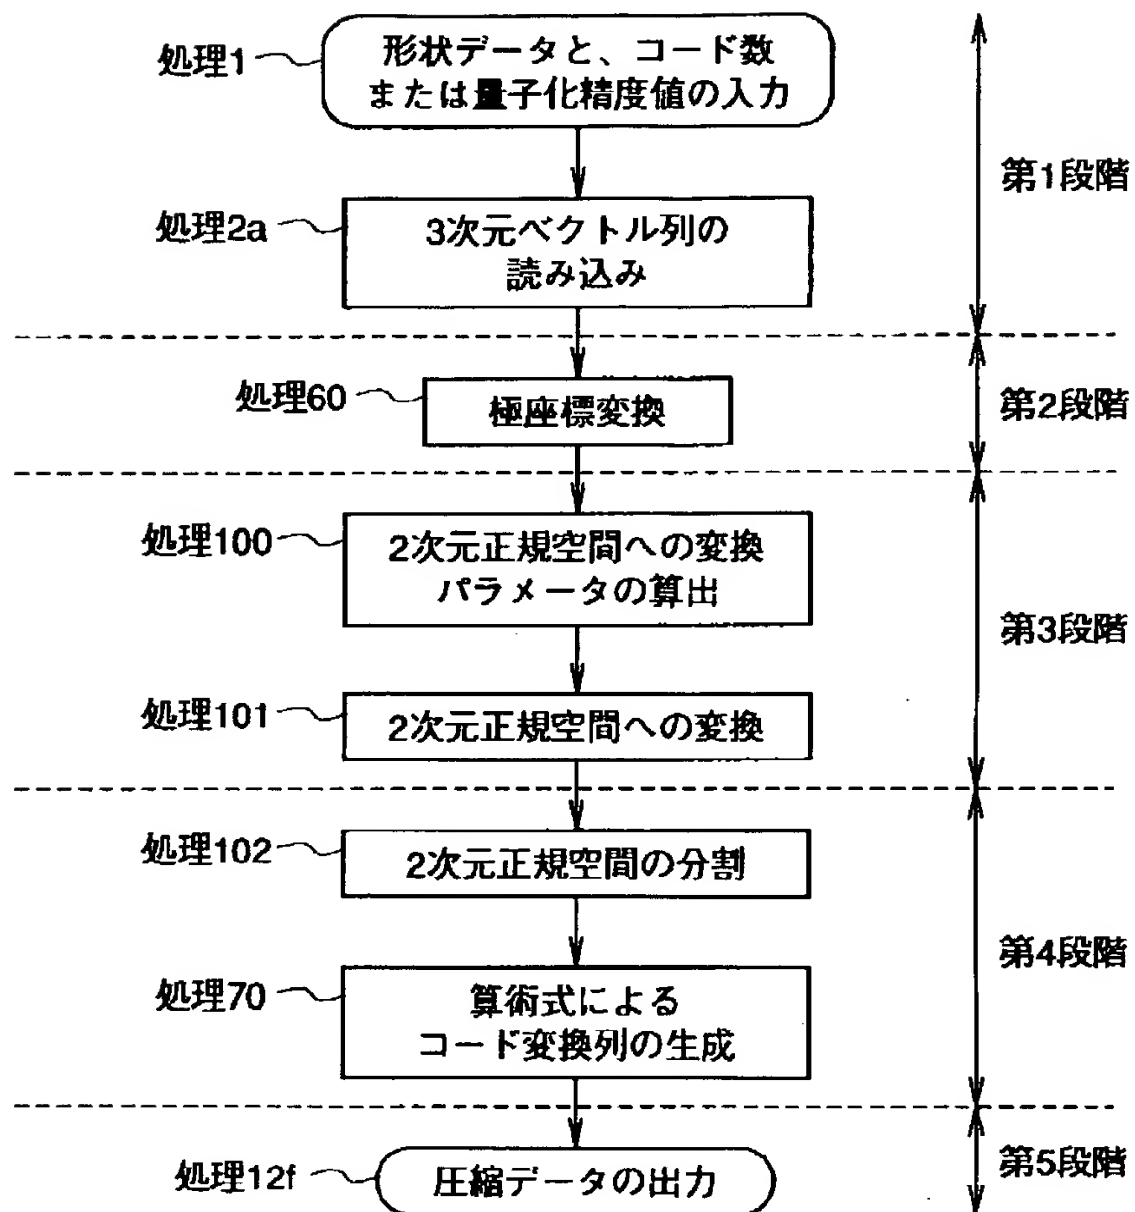 処理1
形状データと、コード数
または量子化精度値の入力
第1段階
処理2a
3次元ベクトル列の
読み込み
処理60
極座標変換
第2段階
処理100
2次元正規空間への変換
パラメータの算出
第3段階
処理101
2次元正規空間への変換
処理102
2次元正規空間の分割
第4段階
処理70
算術式による
コード変換列の生成
処理12f
圧縮データの出力
第5段階